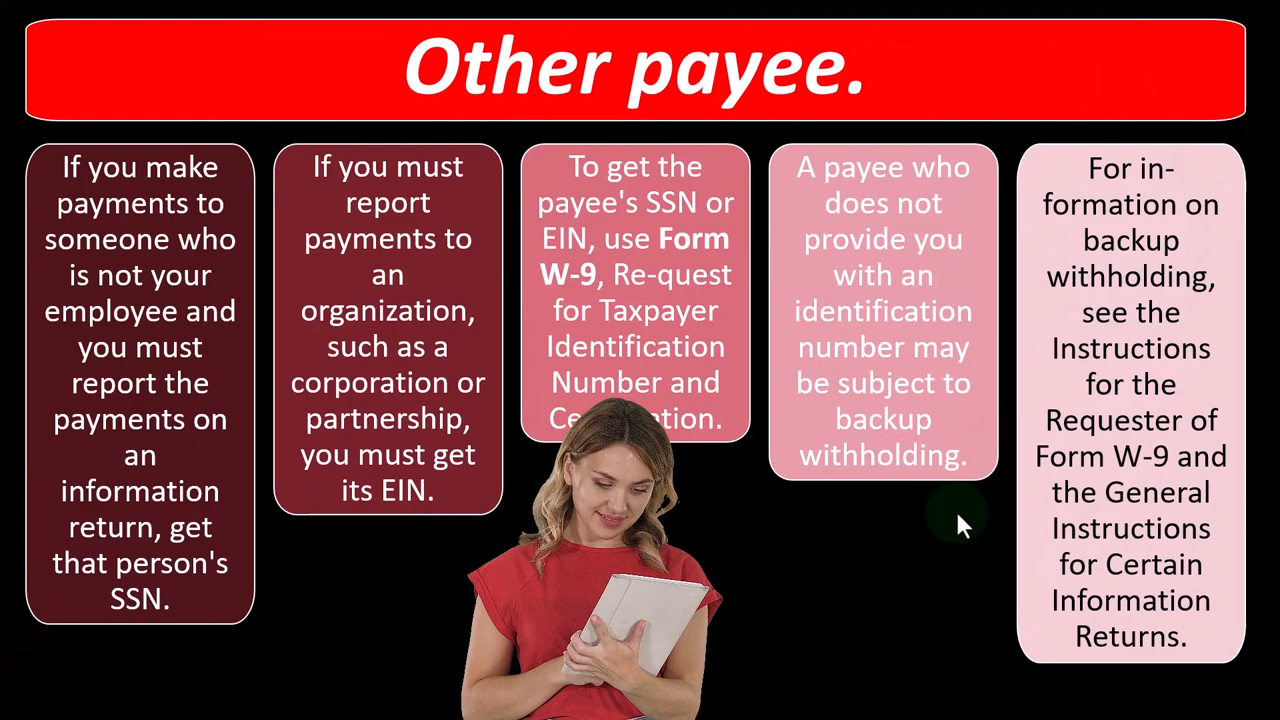 Other payee.
If you make
payments to
someone who
is not your
employee and
you must
report the
payments on
an
information
return, get
that person's
SSN.
If you must
report
payments to
an
organization,
such as a
corporation or
partnership,
you must get
its EIN.
To get the
payee's SSN or
EIN, use Form
W-9, Re-quest
for Taxpayer
Identification
Number and
A payee who
does not
provide you
with an
identification
number may
be subject to
backup
withholding.
For in-
formation on
backup
withholding,
see the
Instructions
for the
Requester of
Form W-9 and
the General
Instructions
for Certain
Information
Returns.